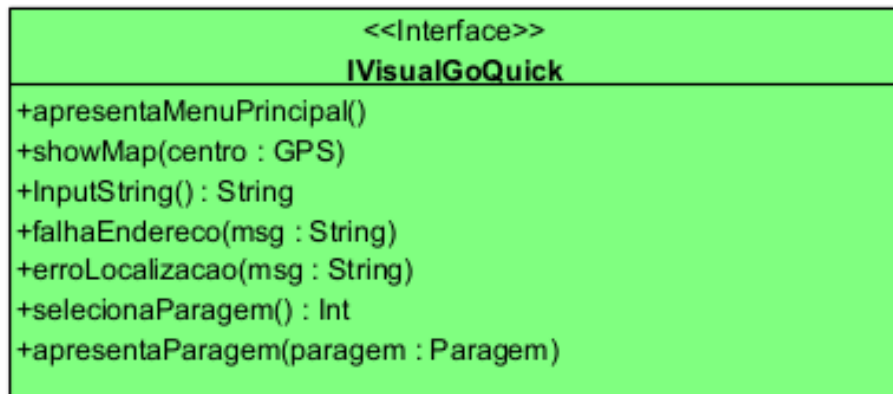 <<Interface>>
IVisualGoQuick
+apresentaMenuPrincipal()
+showMap(centro : GPS)
+InputString() : String
+falhaEndereco(msg : String)
+erroLocalizacao(msg : String)
+selecionaParagem() : Int
+apresentaParagem(paragem : Paragem)